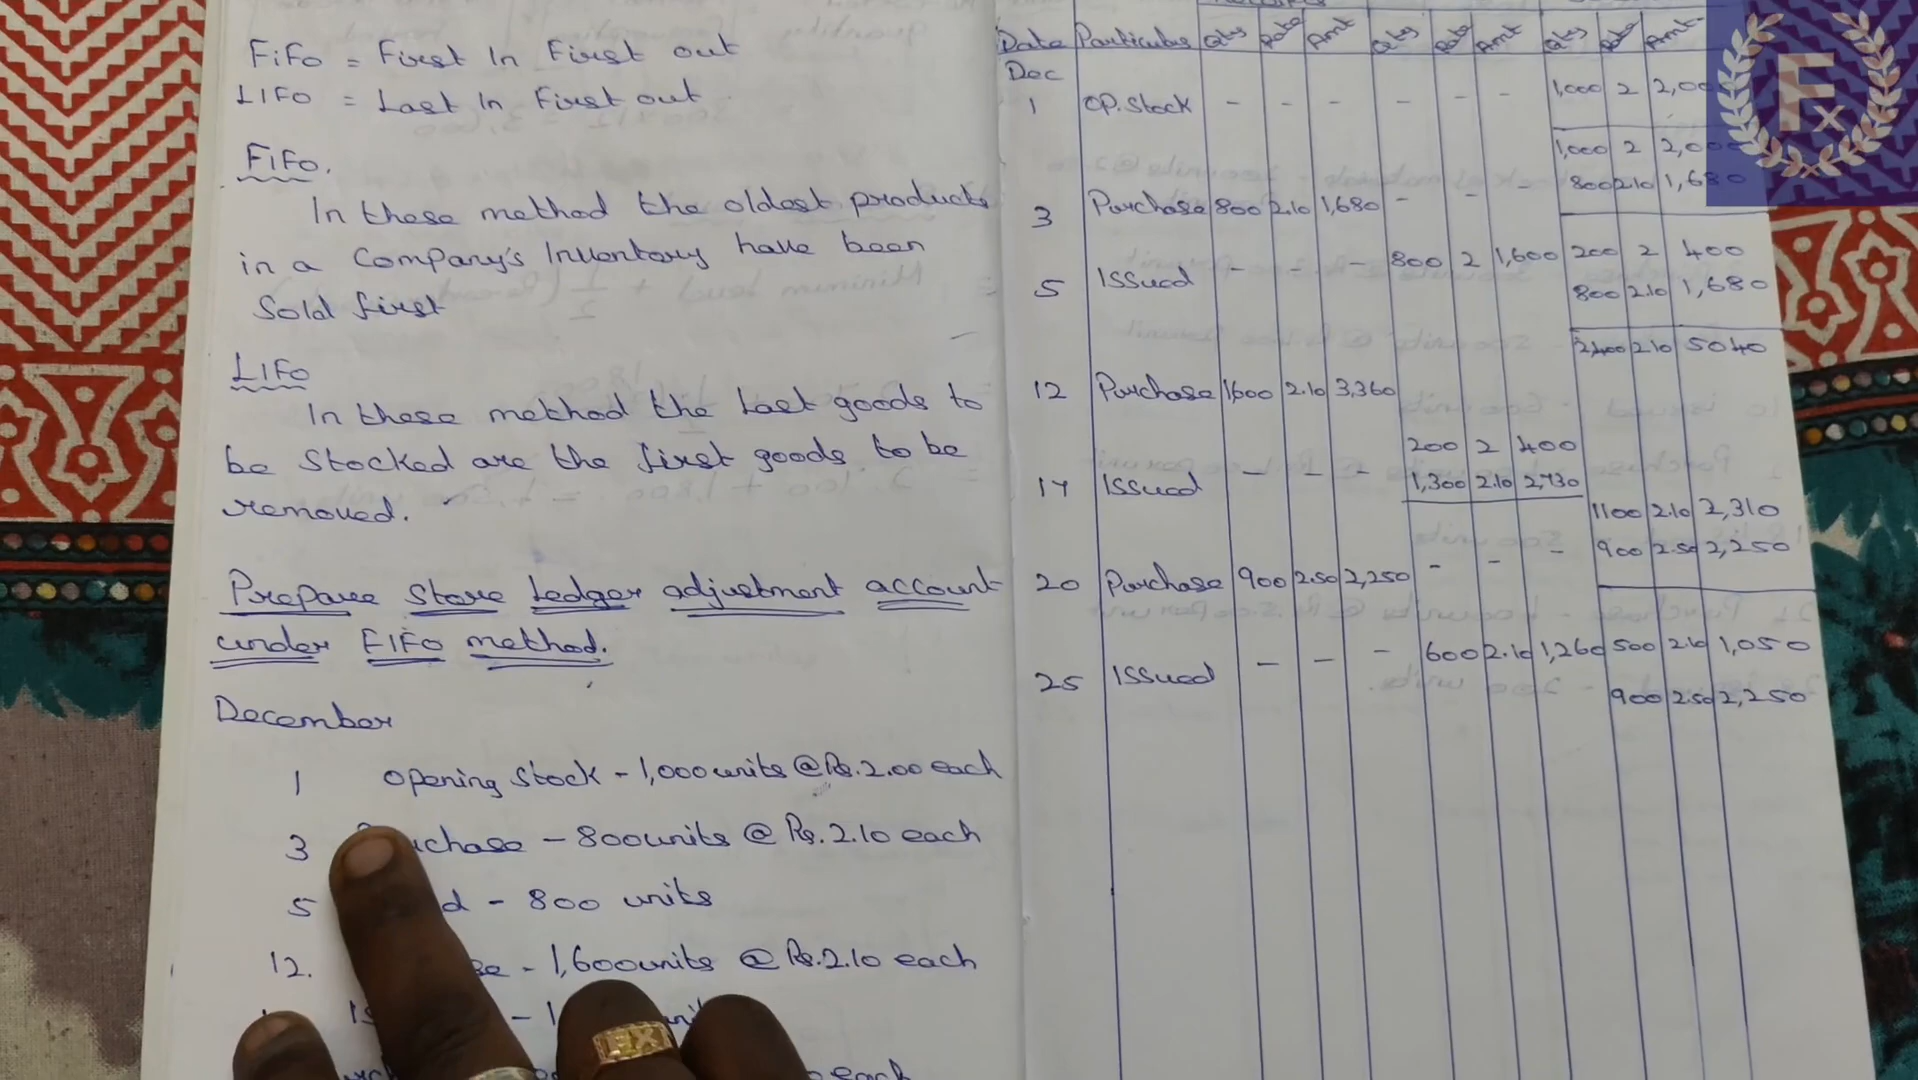 FiFo = First In First out
LIFO = Last In First out
FIFO.
In these method the oldest products
in a Company's Inventory have been
Sold first
LIFO
In these method the Last goods to
be Stocked are the first goods to be
removed.
Prepare Store Ledger adjustment account
under FIFO method.
December
1 opening Stock - 1,000 units @ Rs. 2.00 each
3 chase - 800 units @ Rs. 2.10 each
5 d - 800 units
12. se - 1,600 units @ Rs. 2.10 each
each
Date Particulars Qty Rate Amt Qty Rate Amt Qty Rate Amt
Dec
1 OP. Stock - - - - - - 1,000 2 2,00
1,000 2 2,000
800 2.10 1,680
3 Purchase 800 2.10 1,680 - - -
5 Issued - - - 800 2 1,600 200 2 400
800 2.10 1,680
2400 2.10 5040
12 Purchase 1600 2.10 3,360
200 2 400
17 Issued - - - 1,300 2.10 2,730
1100 2.10 2,310
20 Purchase 900 2.50 2,250 - - - 900 2.50 2,250
25 Issued - - - 600 2.10 1,260 500 2.10 1,050
900 2.50 2,250
Fx
FX